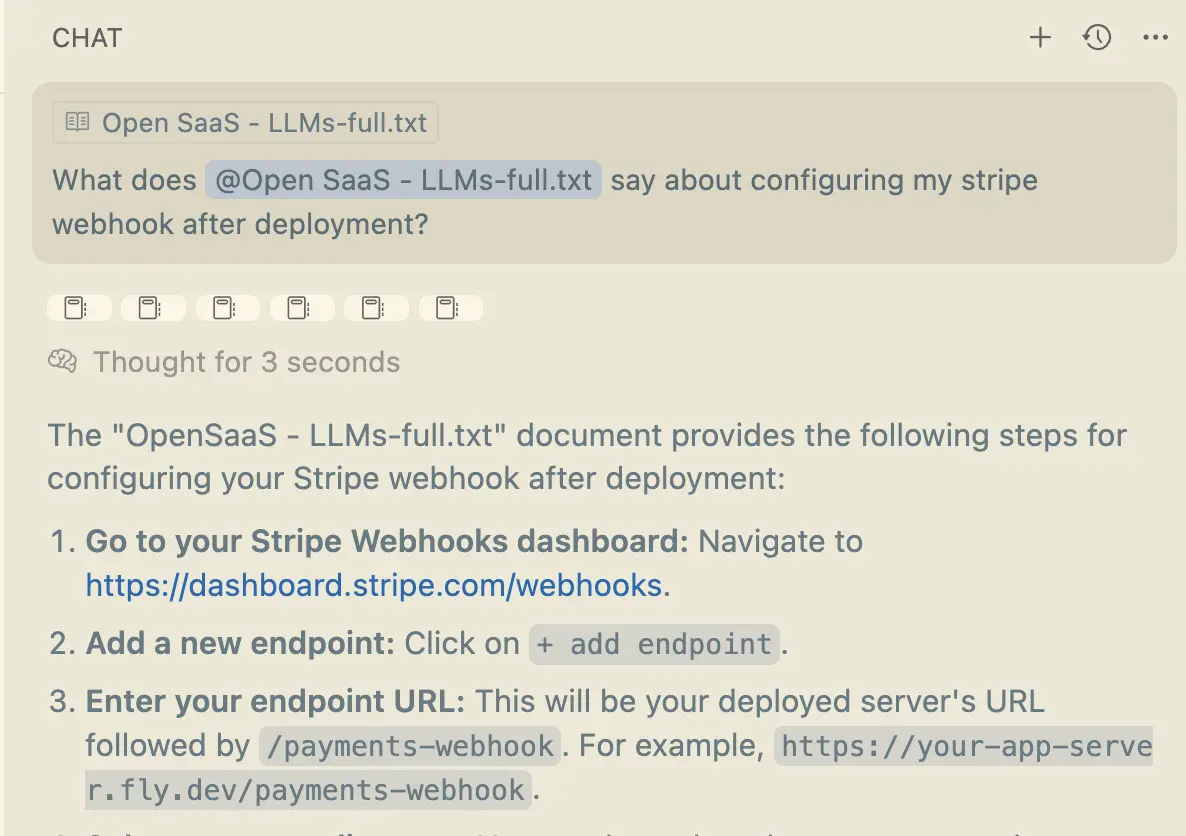 CHAT
Open SaaS - LLMs-full.txt
What does @Open SaaS - LLMs-full.txt say about configuring my stripe
webhook after deployment?
Thought for 3 seconds
The "OpenSaaS - LLMs-full.txt" document provides the following steps for
configuring your Stripe webhook after deployment:
1. Go to your Stripe Webhooks dashboard: Navigate to
https://dashboard.stripe.com/webhooks.
2. Add a new endpoint: Click on + add endpoint.
3. Enter your endpoint URL: This will be your deployed server's URL
followed by /payments-webhook. For example, https://your-app-serve
r.fly.dev/payments-webhook.